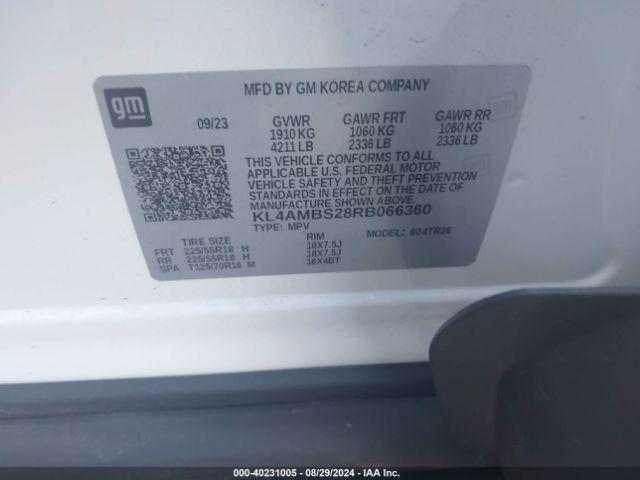 MFD BY GM KOREA COMPANY
gm
09/23 GVWR GAWR FRT GAWR RR
1910 KG 1060 KG 1060 KG
4211 LB 2336 LB 2336 LB
THIS VEHICLE CONFORMS TO ALL
APPLICABLE U.S. FEDERAL MOTOR
VEHICLE SAFETY AND THEFT PREVENTION
STANDARDS IN EFFECT ON THE DATE OF
MANUFACTURE SHOWN ABOVE.
KL4AMBS28RB066360
TYPE: MPV MODEL: 804TR26
TIRE SIZE RIM
FRT 225/55R18 H 18X7.5J
RR 225/55R18 H 18X7.5J
SPA T125/70R16 M 16X4BT
000-40231005 - 08/29/2024 - IAA Inc.